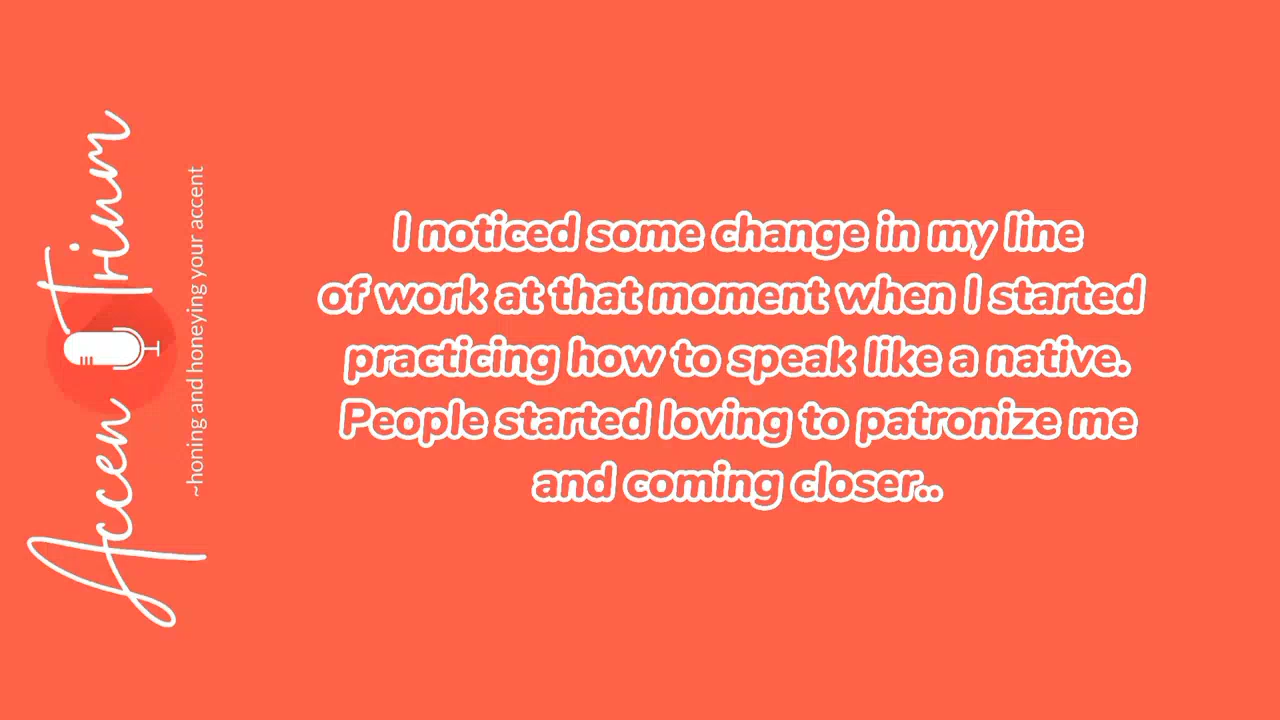 Accen Trium
~honing and honeying your accent
I noticed some change in my line
of work at that moment when I started
practicing how to speak like a native.
People started loving to patronize me
and coming closer..